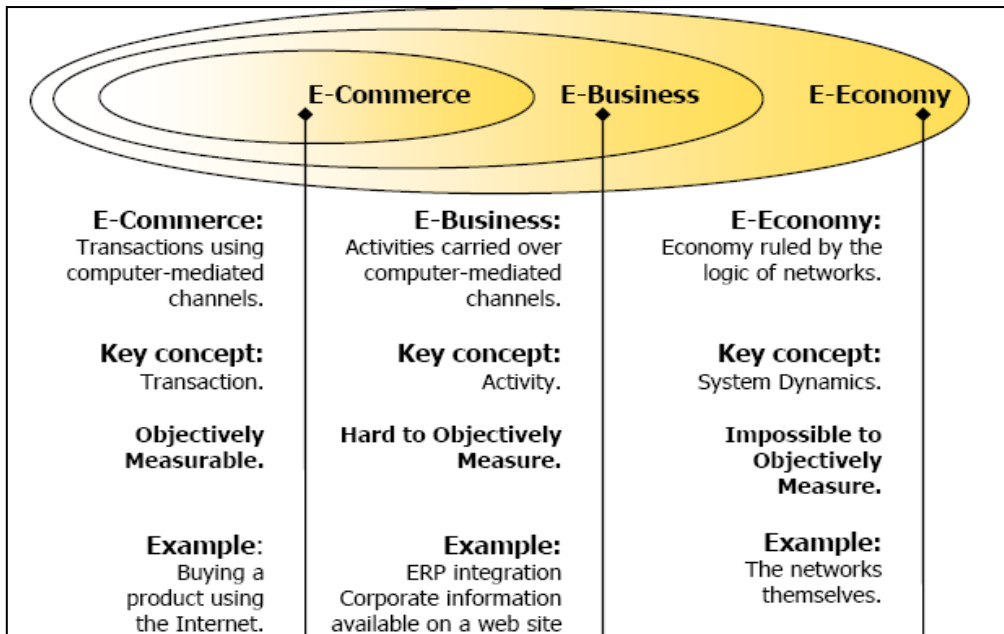 E-Commerce
E-Business
E-Economy
E-Commerce:
Transactions using
computer-mediated
channels.
Key concept:
Transaction.
Objectively
Measurable.
Example:
Buying a
product using
the Internet.
E-Business:
Activities carried over
computer-mediated
channels.
Key concept:
Activity.
Hard to Objectively
Measure.
Example:
ERP integration
Corporate information
available on a web site
E-Economy:
Economy ruled by the
logic of networks.
Key concept:
System Dynamics.
Impossible to
Objectively
Measure.
Example:
The networks
themselves.